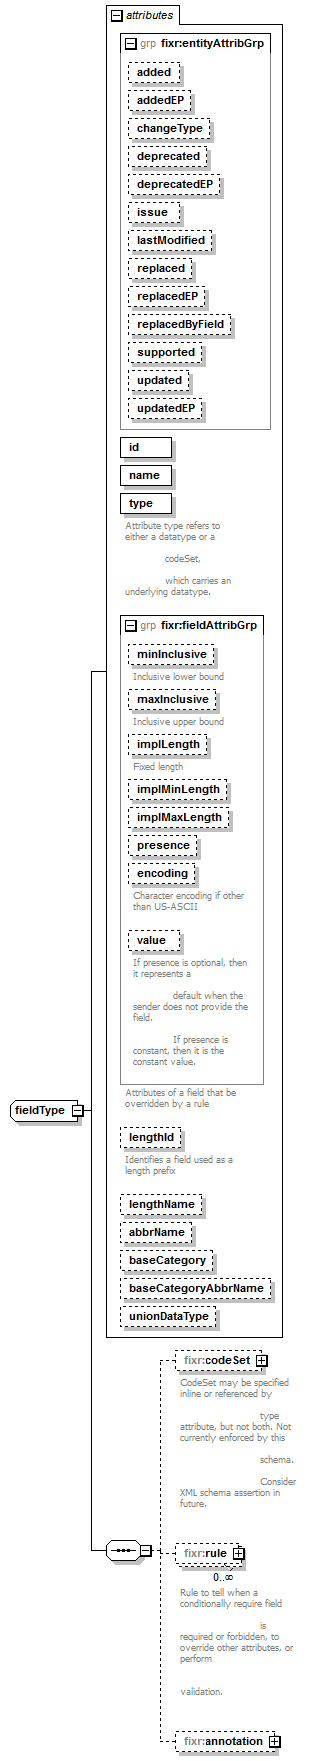 attributes
grp fixr:entityAttribGrp
added
addedEP
changeType
deprecated
deprecatedEP
issue
lastModified
replaced
replacedEP
replacedByField
supported
updated
updatedEP
id
name
type
Attribute type refers to
either a datatype or a
codeSet,
which carries an
underlying datatype.
grp fixr:fieldAttribGrp
minInclusive
Inclusive lower bound
maxInclusive
Inclusive upper bound
implLength
Fixed length
implMinLength
implMaxLength
presence
encoding
Character encoding if other
than US-ASCII
value
If presence is optional, then
it represents a
default when the
sender does not provide the
field.
If presence is
constant, then it is the
constant value.
Attributes of a field that be
overridden by a rule
fieldType
lengthId
Identifies a field used as a
length prefix
lengthName
abbrName
baseCategory
baseCategoryAbbrName
unionDataType
fixr:codeSet
CodeSet may be specified
inline or referenced by
type
attribute, but not both. Not
currently enforced by this
schema.
Consider
XML schema assertion in
future.
fixr:rule
0..∞
Rule to tell when a
conditionally require field
is
required or forbidden, to
override other attributes, or
perform
validation.
fixr:annotation